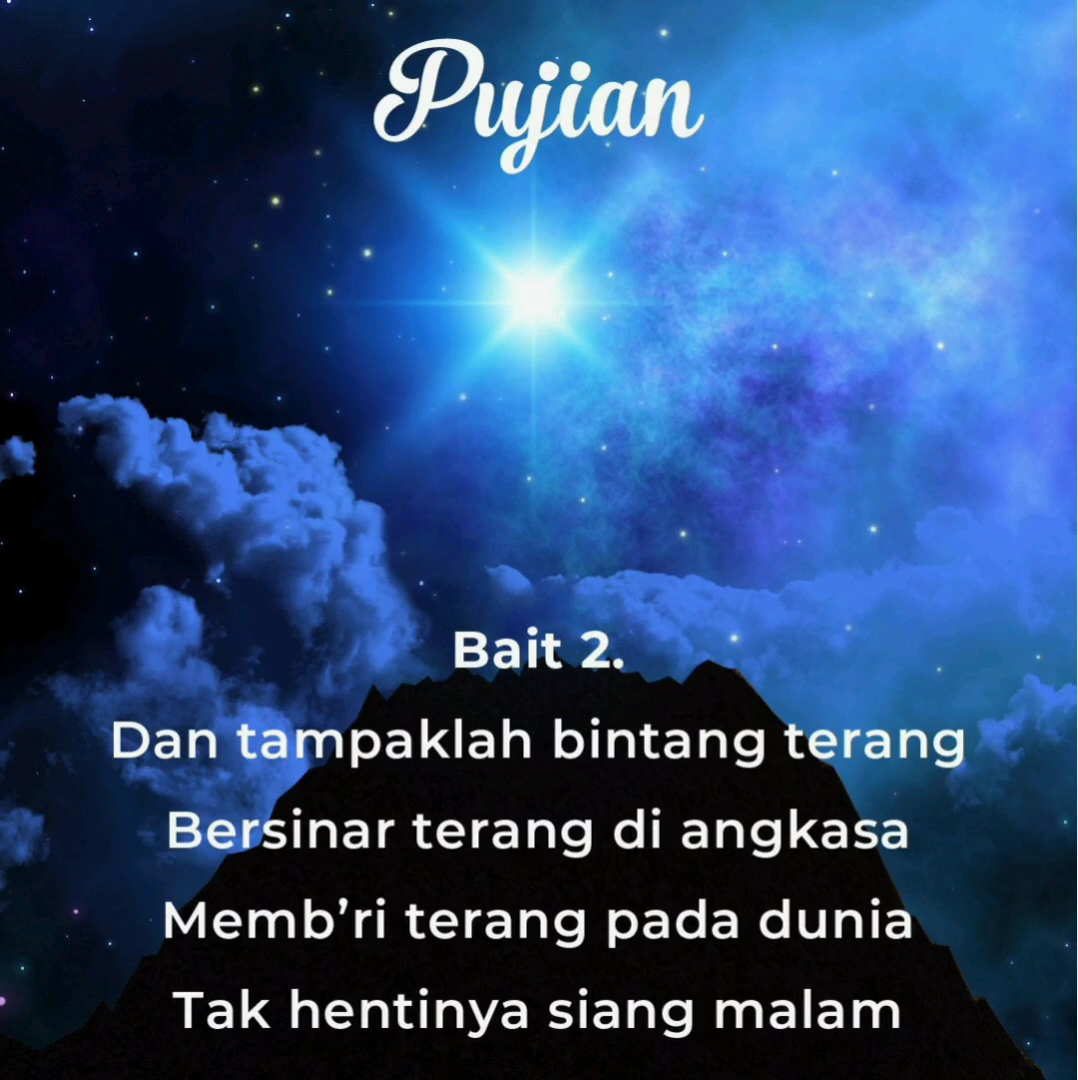 Pujian
Bait 2.
Dan tampaklah bintang terang
Bersinar terang di angkasa
Memb’ri terang pada dunia
Tak hentinya siang malam